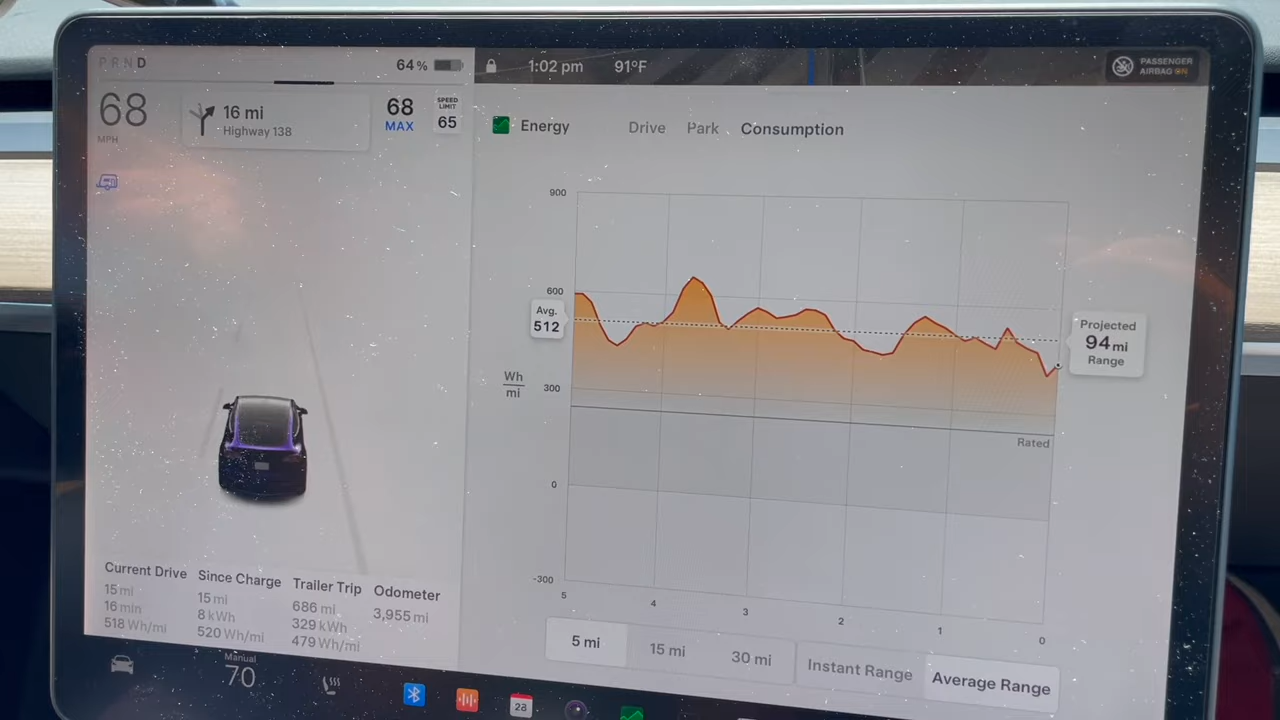 P R N D
64 %
1:02 pm
91°F
PASSENGER
AIRBAG ON
68
MPH
16 mi
Highway 138
68
MAX
SPEED
LIMIT
65
Energy
Drive
Park
Consumption
900
600
300
0
-300
Avg.
512
Wh
mi
Projected
94 mi
Range
Rated
5
4
3
2
1
0
Current Drive
15 mi
16 min
518 Wh/mi
Since Charge
15 mi
8 kWh
520 Wh/mi
Trailer Trip
686 mi
329 kWh
479 Wh/mi
Odometer
3,955 mi
5 mi
15 mi
30 mi
Instant Range
Average Range
Manual
70
28